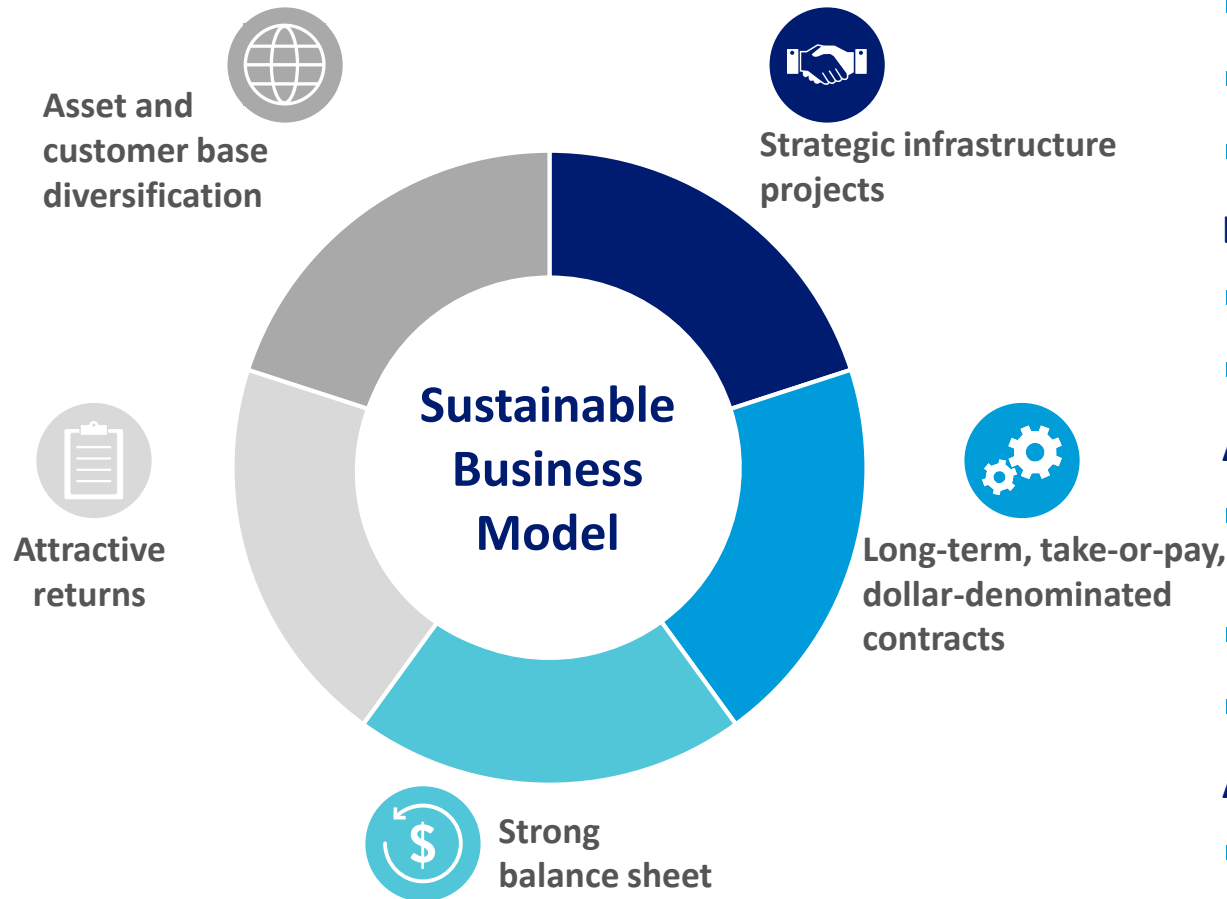 Asset and
customer base
diversification
Strategic infrastructure
projects
Sustainable
Business
Model
Attractive
returns
Long-term, take-or-pay,
dollar-denominated
contracts
$
Strong
balance sheet